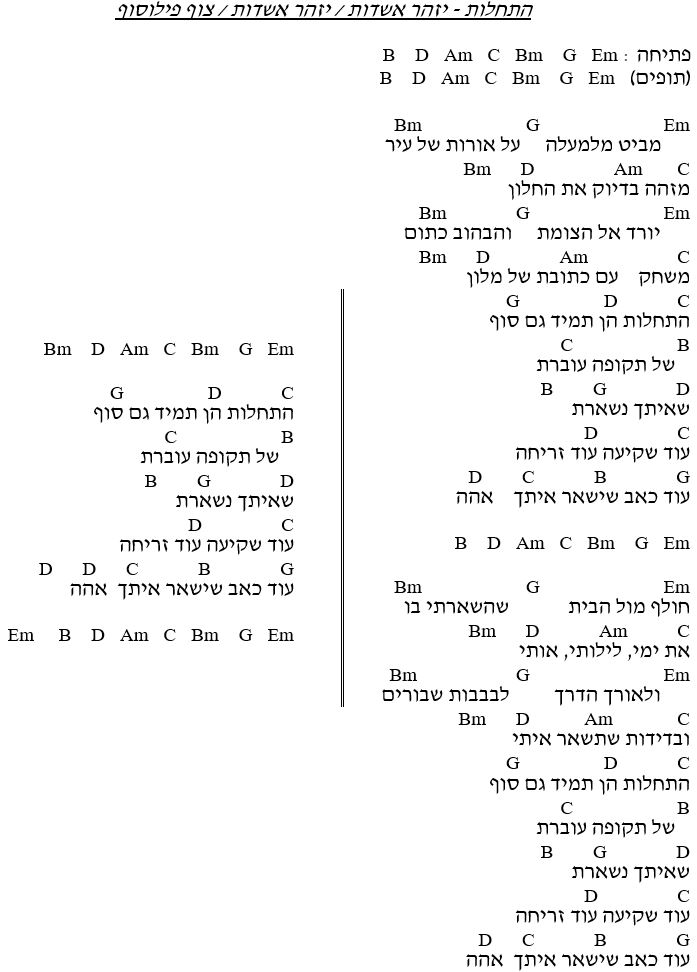 התחלות - יזהר אשדות / יזהר אשדות / צוף פילוסוף
פתיחה : Em G Bm C Am D B
(תופים) Em G Bm C Am D B
Em G Bm
מביט מלמעלה על אורות של עיר
C Am D Bm
מזהה בדיוק את החלון
Em G Bm
יורד אל הצומת והבהוב כתום
C Am D Bm
משחק עם כתובת של מלון
C D G
התחלות הן תמיד גם סוף
B C
של תקופה עוברת
D G B
שאיתך נשארת
C D
עוד שקיעה עוד זריחה
G B C D
עוד כאב שישאר איתך אהה
Em G Bm C Am D B
Em G Bm
חולף מול הבית שהשארתי בו
C Am D Bm
את ימי, לילותי, אותי
Em G Bm
ולאורך הדרך לבבבות שבורים
C Am D Bm
ובדידות שתשאר איתי
C D G
התחלות הן תמיד גם סוף
B C
של תקופה עוברת
D G B
שאיתך נשארת
C D
עוד שקיעה עוד זריחה
G B C D
עוד כאב שישאר איתך אהה
Em G Bm C Am D Bm
C D G
התחלות הן תמיד גם סוף
B C
של תקופה עוברת
D G B
שאיתך נשארת
C D
עוד שקיעה עוד זריחה
G B C D D
עוד כאב שישאר איתך אהה
Em G Bm C Am D B Em